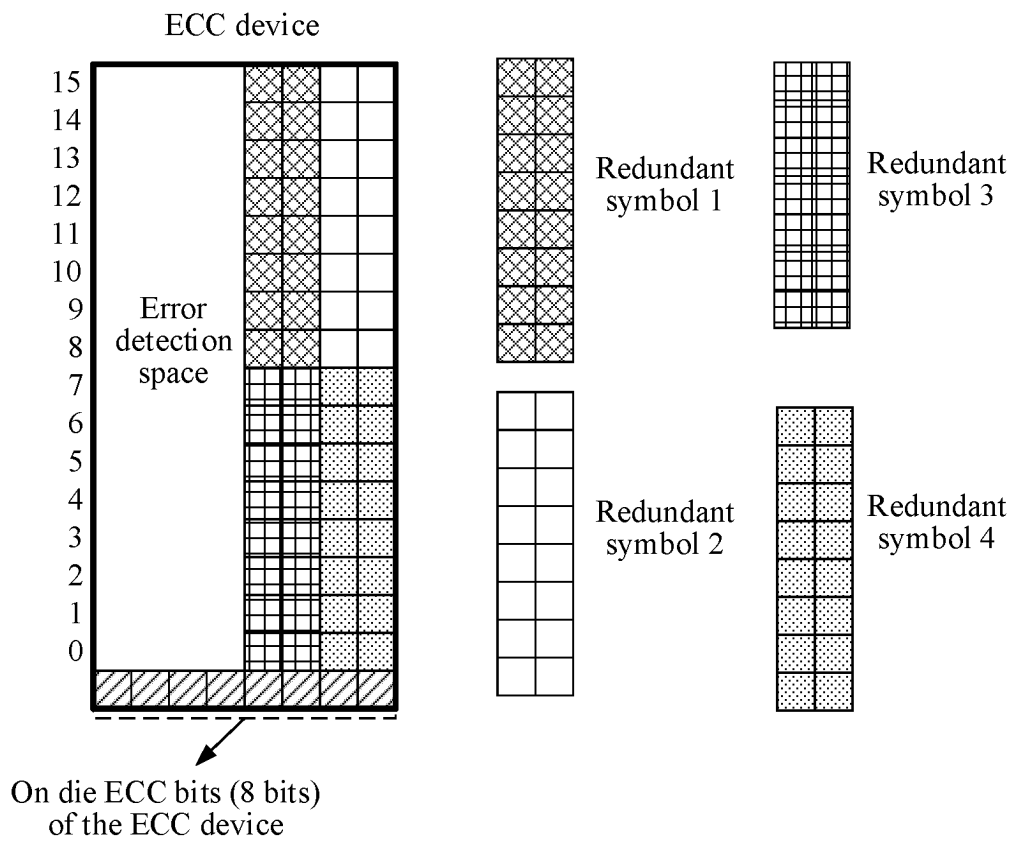 ECC device
15
14
13
12
11
10
9
8
7
6
5
4
3
2
1
0
Error
detection
space
On die ECC bits (8 bits)
of the ECC device
Redundant
symbol 1
Redundant
symbol 2
Redundant
symbol 3
Redundant
symbol 4